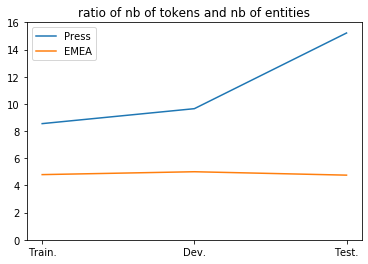 ratio of nb of tokens and nb of entities
Press
EMEA
16
14
12
10
8
6
4
2
0
Train.
Dev.
Test.